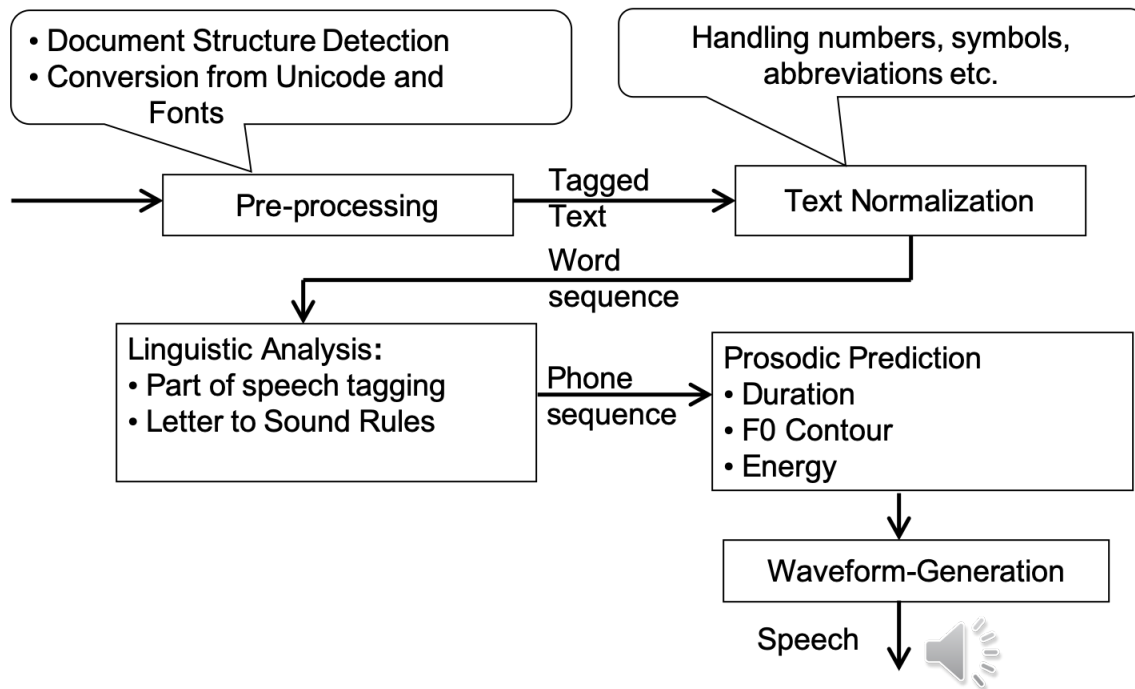 • Document Structure Detection
• Conversion from Unicode and
Fonts
Handling numbers, symbols,
abbreviations etc.
Pre-processing
Tagged
Text
Text Normalization
Word
sequence
Linguistic Analysis:
• Part of speech tagging
• Letter to Sound Rules
Phone
sequence
Prosodic Prediction
• Duration
• F0 Contour
• Energy
Waveform-Generation
Speech